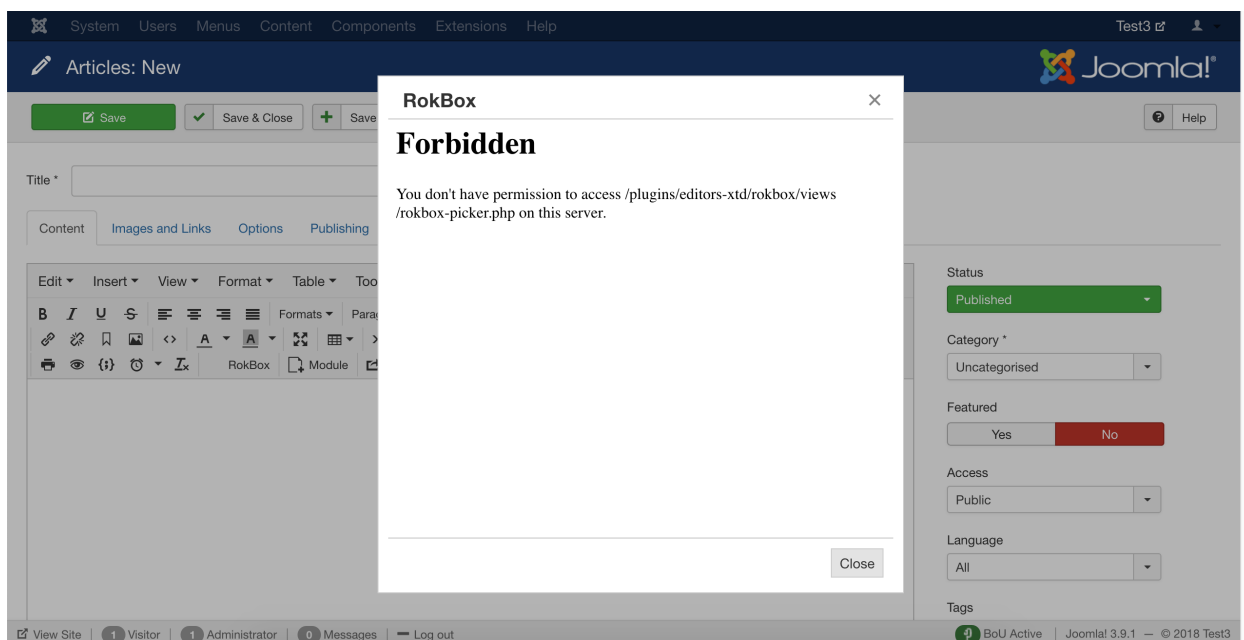 System Users Menus Content Components Extensions Help Test3
Articles: New Joomla!®
Save Save & Close Save Help
RokBox ×
Forbidden
You don't have permission to access /plugins/editors-xtd/rokbox/views
/rokbox-picker.php on this server.
Close
Title *
Content Images and Links Options Publishing
Edit Insert View Format Table Too
B I U S Formats Parag
A A
RokBox Module
Status
Published
Category *
Uncategorised
Featured
Yes No
Access
Public
Language
All
Tags
View Site 1 Visitor 1 Administrator 0 Messages Log out BoU Active Joomla! 3.9.1 — © 2018 Test3